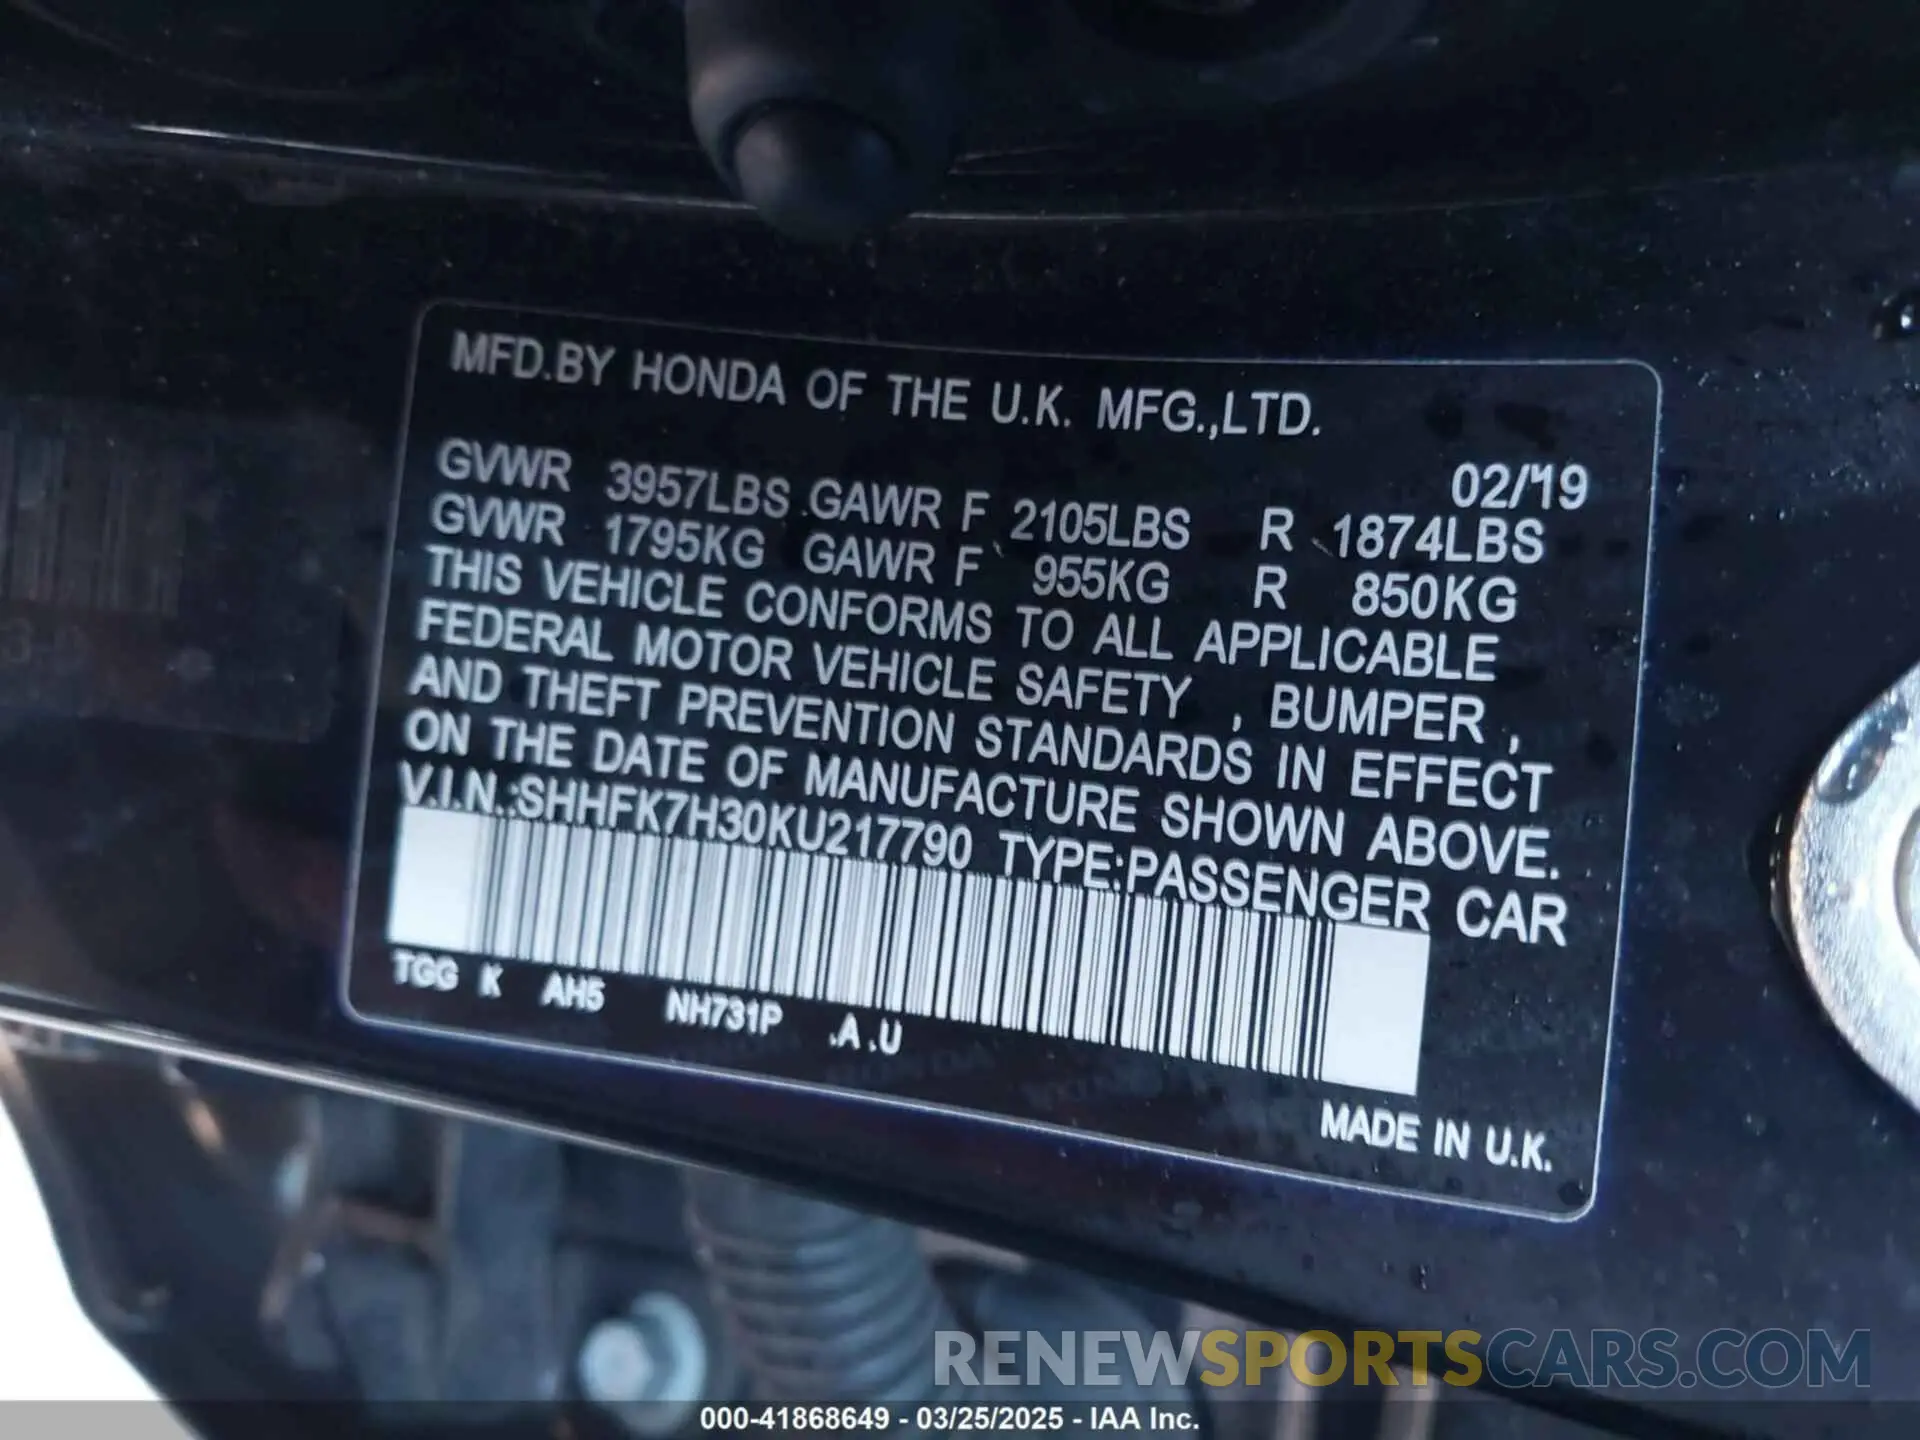 MFD.BY HONDA OF THE U.K. MFG.,LTD.
02/'19
GVWR 3957LBS GAWR F 2105LBS R 1874LBS
GVWR 1795KG GAWR F 955KG R 850KG
THIS VEHICLE CONFORMS TO ALL APPLICABLE
FEDERAL MOTOR VEHICLE SAFETY , BUMPER ,
AND THEFT PREVENTION STANDARDS IN EFFECT
ON THE DATE OF MANUFACTURE SHOWN ABOVE.
V.I.N.:SHHFK7H30KU217790 TYPE:PASSENGER CAR
TGG K AH5 NH731P .A .U
MADE IN U.K.
RENEWSPORTSCARS.COM
000-41868649 - 03/25/2025 - IAA Inc.